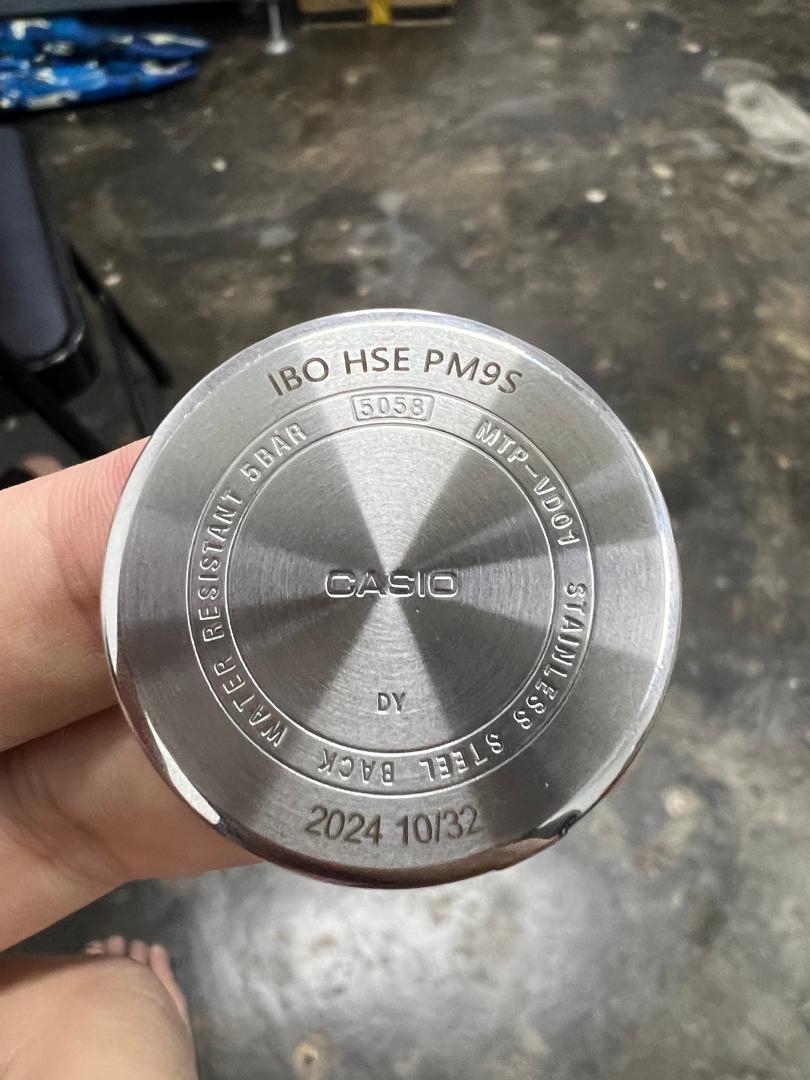 IBO HSE PM9S
5058
MTP-VD01 STAINLESS STEEL BACK WATER RESISTANT 5BAR
CASIO
DY
2024 10/32